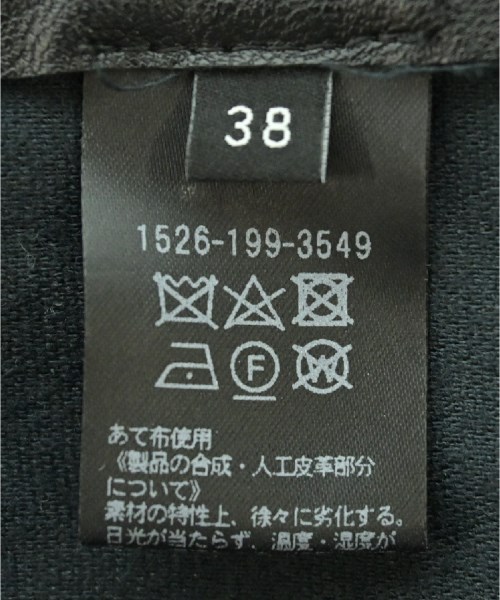 38
1526-199-3549
F W
あて布使用
《製品の合成・人工皮革部分
について》
素材の特性上、徐々に劣化する。
日光が当たらず、温度・湿度が